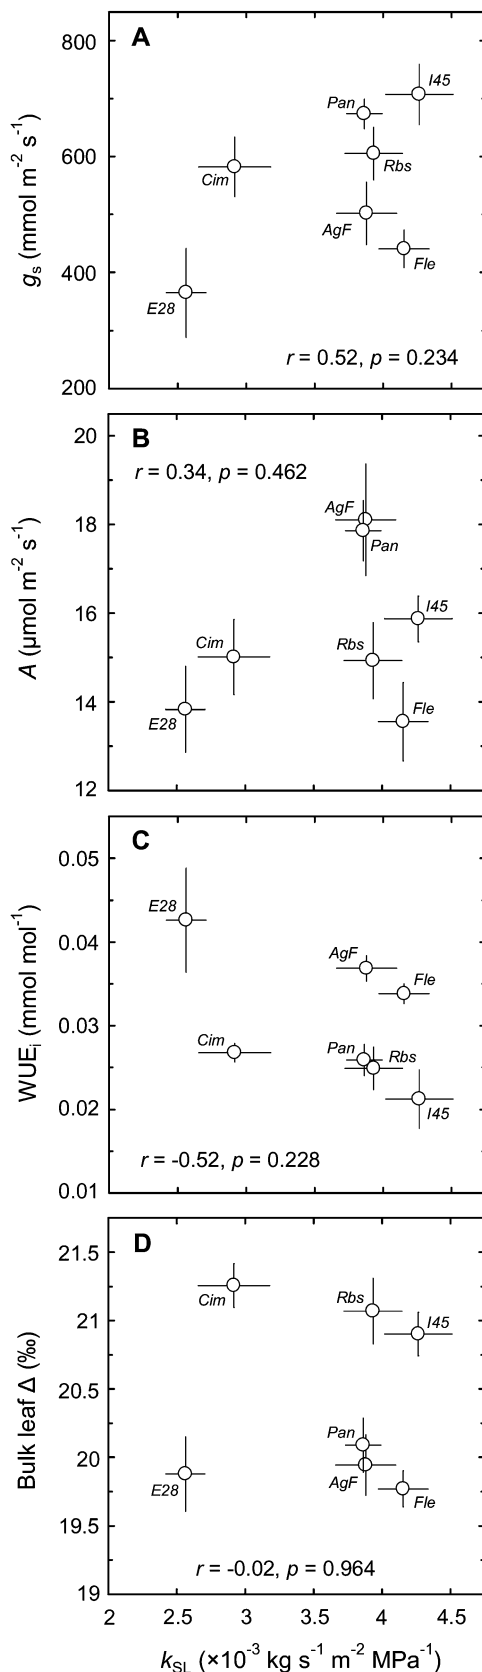 A
800
600
400
200
gs (mmol m-2 s-1)
I45
Pan
Rbs
Cim
AgF
Fle
E28
r = 0.52, p = 0.234
B
20
18
16
14
12
A (µmol m-2 s-1)
r = 0.34, p = 0.462
AgF
Pan
I45
Cim
Rbs
Fle
E28
C
0.05
0.04
0.03
0.02
0.01
WUEi (mmol mol-1)
E28
AgF
Fle
Cim
Pan
Rbs
I45
r = -0.52, p = 0.228
D
21.5
21
20.5
20
19.5
19
Bulk leaf Δ (‰)
Cim
Rbs
I45
Pan
E28
AgF
Fle
r = -0.02, p = 0.964
2 2.5 3 3.5 4 4.5
kSL (×10-3 kg s-1 m-2 MPa-1)